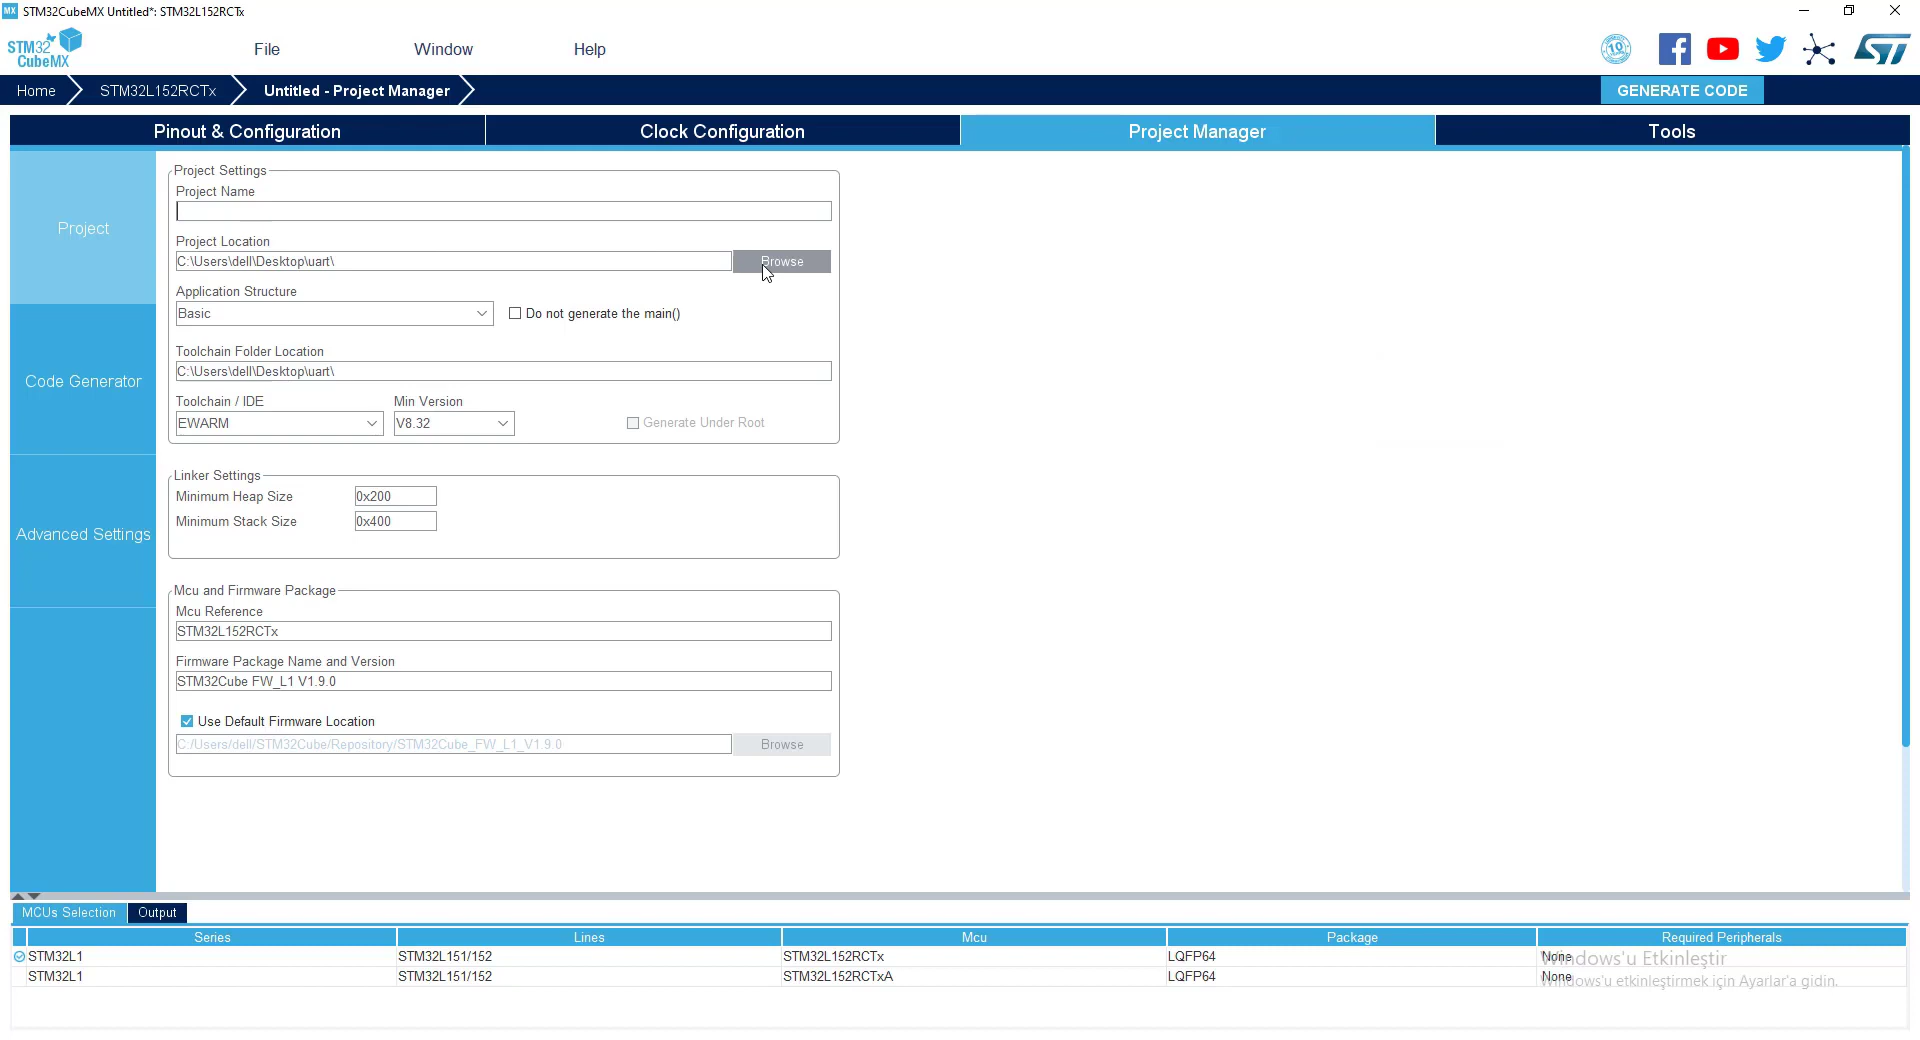 MX STM32CubeMX Untitled*: STM32L152RCTx
STM32
CubeMX
File
Window
Help
10
Home
STM32L152RCTx
Untitled - Project Manager
GENERATE CODE
Pinout & Configuration
Clock Configuration
Project Manager
Tools
Project
Code Generator
Advanced Settings
Project Settings
Project Name
Project Location
C:\Users\dell\Desktop\uart\
Browse
Application Structure
Basic
Do not generate the main()
Toolchain Folder Location
C:\Users\dell\Desktop\uart\
Toolchain / IDE
Min Version
EWARM
V8.32
Generate Under Root
Linker Settings
Minimum Heap Size
0x200
Minimum Stack Size
0x400
Mcu and Firmware Package
Mcu Reference
STM32L152RCTx
Firmware Package Name and Version
STM32Cube FW_L1 V1.9.0
Use Default Firmware Location
C:/Users/dell/STM32Cube/Repository/STM32Cube_FW_L1_V1.9.0
Browse
MCUs Selection
Output
Series
Lines
Mcu
Package
Required Peripherals
STM32L1
STM32L151/152
STM32L152RCTx
LQFP64
None
STM32L1
STM32L151/152
STM32L152RCTxA
LQFP64
None
Windows'u Etkinleştir
Windows'u etkinleştirmek için Ayarlar'a gidin.